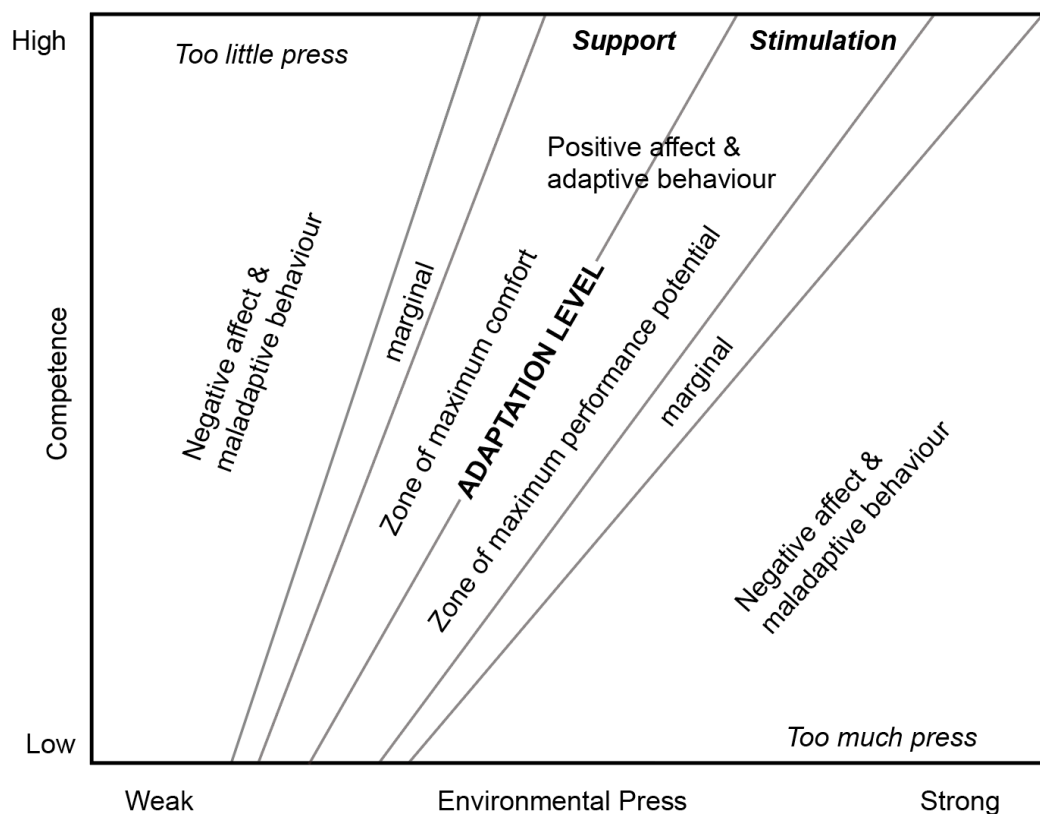 High
Too little press
Support
Stimulation
Positive affect &
adaptive behaviour
Negative affect &
maladaptive behaviour
marginal
Zone of maximum comfort
ADAPTATION LEVEL
Zone of maximum performance potential
marginal
Negative affect &
maladaptive behaviour
Competence
Low
Too much press
Weak
Environmental Press
Strong